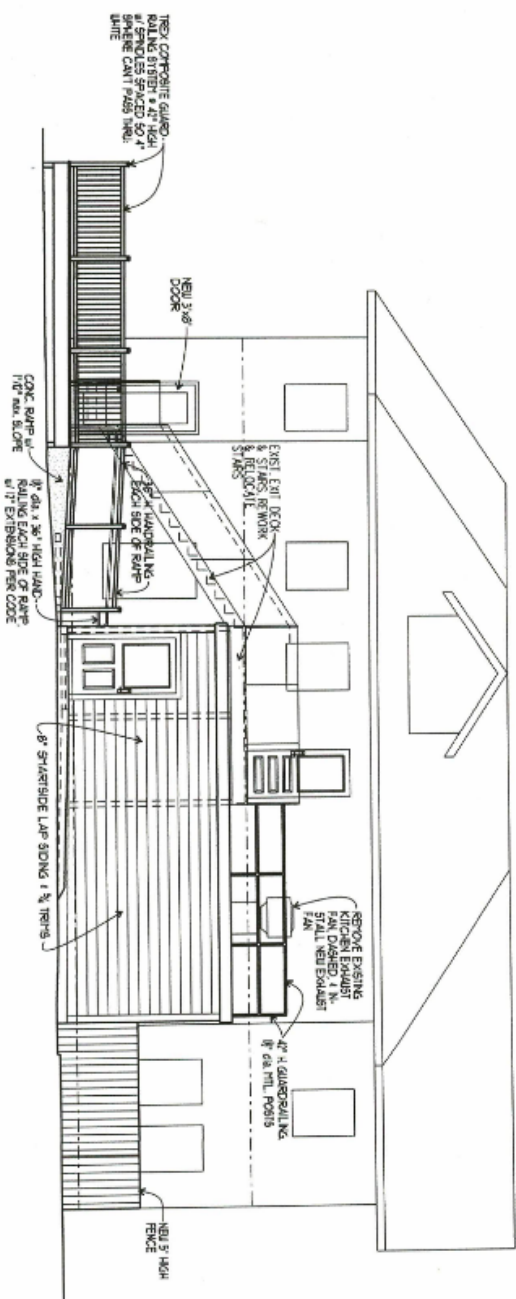 TREX COMPOSITE GUARD-
RAILING SYSTEM @ 42" HIGH
W/ SPINDLES SPACED SO 4"
SPHERE CAN'T PASS THRU.
WHITE
NEW 3'x8'
DOOR
EXIST. EXIT DECK
& STAIRS, REWORK
& RELOCATE
STAIRS
REMOVE EXISTING
KITCHEN EXHAUST
FAN, DASHED, & IN-
STALL NEW EXHAUST
FAN
42" H. GUARDRAILING
dia. MTL. POSTS
NEW 5' HIGH
FENCE
CONC. RAMP W/
max. SLOPE
36" H. HANDRAILING
EACH SIDE OF RAMP
dia. x 36" HIGH HAND-
RAILING EACH SIDE OF RAMP
W/ 12" EXTENSIONS PER CODE
8" SMARTSIDE LAP SIDING & 5/4 TRIMS